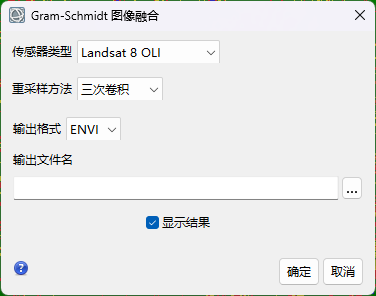 Gram-Schmidt 图像融合
传感器类型 Landsat 8 OLI
重采样方法 三次卷积
输出格式 ENVI
输出文件名
...
显示结果
? 确定 取消